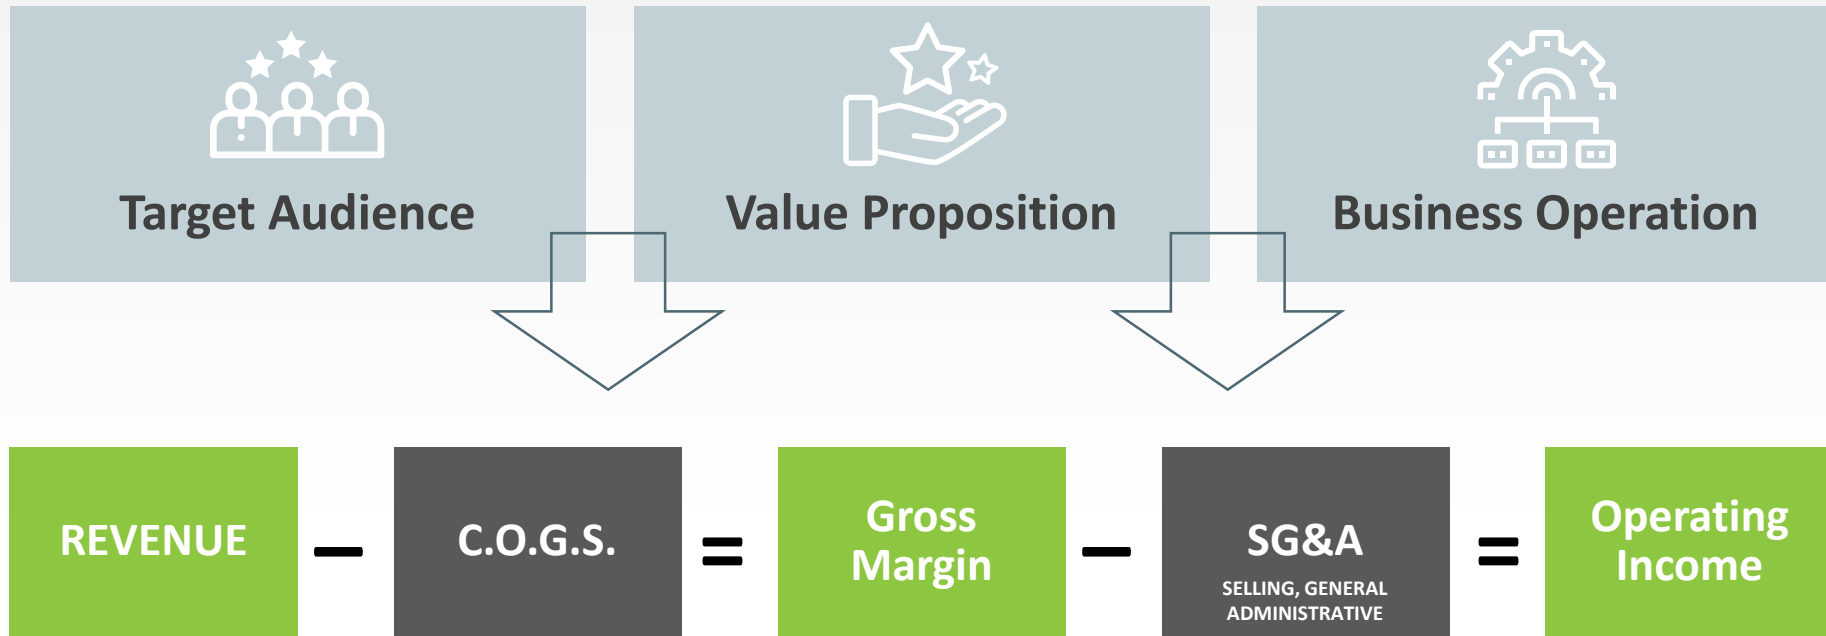 Target Audience
Value Proposition
Business Operation
REVENUE
–
C.O.G.S.
=
Gross
Margin
–
SG&A
SELLING, GENERAL
ADMINISTRATIVE
=
Operating
Income